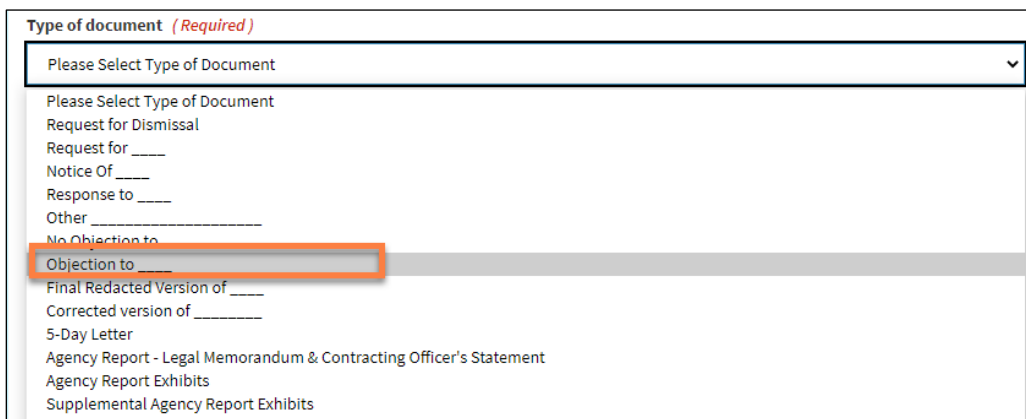 Type of document (Required)
Please Select Type of Document
Please Select Type of Document
Request for Dismissal
Request for ____
Notice Of ____
Response to ____
Other ____________________
No Objection to
Objection to ____
Final Redacted Version of ____
Corrected version of ________
5-Day Letter
Agency Report - Legal Memorandum & Contracting Officer's Statement
Agency Report Exhibits
Supplemental Agency Report Exhibits